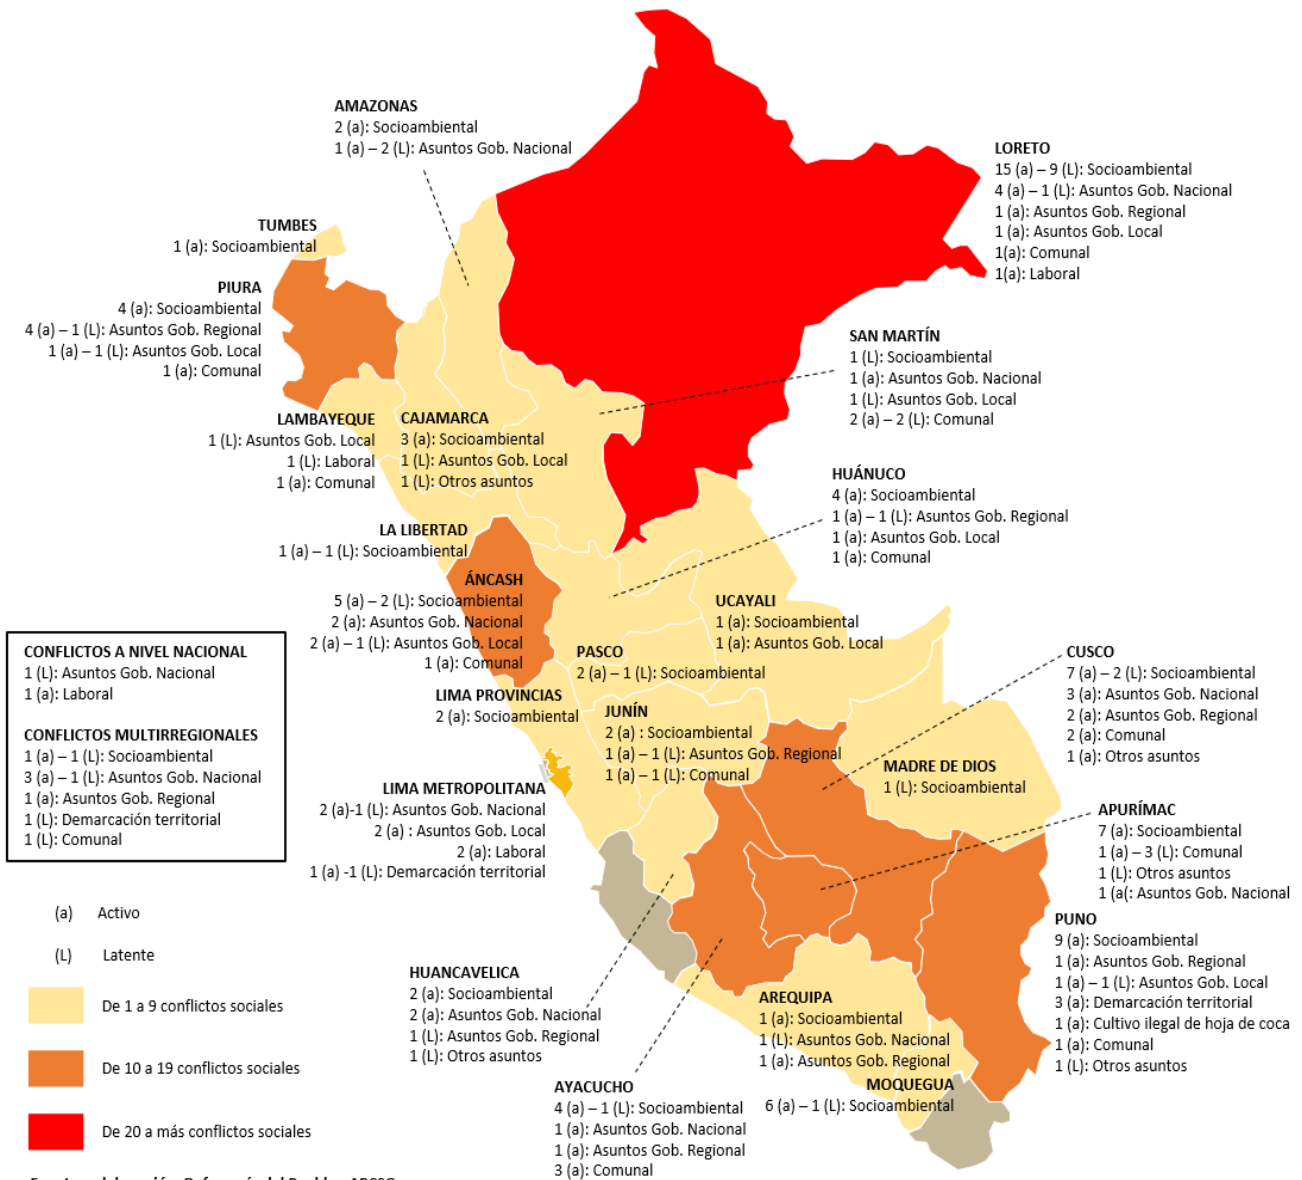 AMAZONAS
2 (a): Socioambiental
1 (a) – 2 (L): Asuntos Gob. Nacional
LORETO
15 (a) – 9 (L): Socioambiental
4 (a) – 1 (L): Asuntos Gob. Nacional
1 (a): Asuntos Gob. Regional
1 (a): Asuntos Gob. Local
1(a): Comunal
1(a): Laboral
TUMBES
1 (a): Socioambiental
PIURA
4 (a): Socioambiental
4 (a) – 1 (L): Asuntos Gob. Regional
1 (a) – 1 (L): Asuntos Gob. Local
1 (a): Comunal
SAN MARTÍN
1 (L): Socioambiental
1 (a): Asuntos Gob. Nacional
1 (L): Asuntos Gob. Local
2 (a) – 2 (L): Comunal
LAMBAYEQUE
1 (L): Asuntos Gob. Local
1 (L): Laboral
1 (a): Comunal
CAJAMARCA
3 (a): Socioambiental
1 (L): Asuntos Gob. Local
1 (L): Otros asuntos
HUÁNUCO
4 (a): Socioambiental
1 (a) – 1 (L): Asuntos Gob. Regional
1 (a): Asuntos Gob. Local
1 (a): Comunal
LA LIBERTAD
1 (a) – 1 (L): Socioambiental
ÁNCASH
5 (a) – 2 (L): Socioambiental
2 (a): Asuntos Gob. Nacional
2 (a) – 1 (L): Asuntos Gob. Local
1 (a): Comunal
UCAYALI
1 (a): Socioambiental
1 (a): Asuntos Gob. Local
PASCO
2 (a) – 1 (L): Socioambiental
CUSCO
7 (a) – 2 (L): Socioambiental
3 (a): Asuntos Gob. Nacional
2 (a): Asuntos Gob. Regional
2 (a): Comunal
1 (a): Otros asuntos
CONFLICTOS A NIVEL NACIONAL
1 (L): Asuntos Gob. Nacional
1 (a): Laboral
CONFLICTOS MULTIRREGIONALES
1 (a) – 1 (L): Socioambiental
3 (a) – 1 (L): Asuntos Gob. Nacional
1 (a): Asuntos Gob. Regional
1 (L): Demarcación territorial
1 (L): Comunal
LIMA PROVINCIAS
2 (a): Socioambiental
JUNÍN
2 (a) : Socioambiental
1 (a) – 1 (L): Asuntos Gob. Regional
1 (a) – 1 (L): Comunal
MADRE DE DIOS
1 (L): Socioambiental
LIMA METROPOLITANA
2 (a)-1 (L): Asuntos Gob. Nacional
2 (a) : Asuntos Gob. Local
2 (a): Laboral
1 (a) -1 (L): Demarcación territorial
APURÍMAC
7 (a): Socioambiental
1 (a) – 3 (L): Comunal
1 (L): Otros asuntos
1 (a(: Asuntos Gob. Nacional
PUNO
9 (a): Socioambiental
1 (a): Asuntos Gob. Regional
1 (a) – 1 (L): Asuntos Gob. Local
3 (a): Demarcación territorial
1 (a): Cultivo ilegal de hoja de coca
1 (a): Comunal
1 (L): Otros asuntos
(a) Activo
(L) Latente
De 1 a 9 conflictos sociales
De 10 a 19 conflictos sociales
De 20 a más conflictos sociales
HUANCAVELICA
2 (a): Socioambiental
2 (a): Asuntos Gob. Nacional
1 (L): Asuntos Gob. Regional
1 (L): Otros asuntos
AREQUIPA
1 (a): Socioambiental
1 (L): Asuntos Gob. Nacional
1 (a): Asuntos Gob. Regional
MOQUEGUA
6 (a) – 1 (L): Socioambiental
AYACUCHO
4 (a) – 1 (L): Socioambiental
1 (a): Asuntos Gob. Nacional
1 (a): Asuntos Gob. Regional
3 (a): Comunal